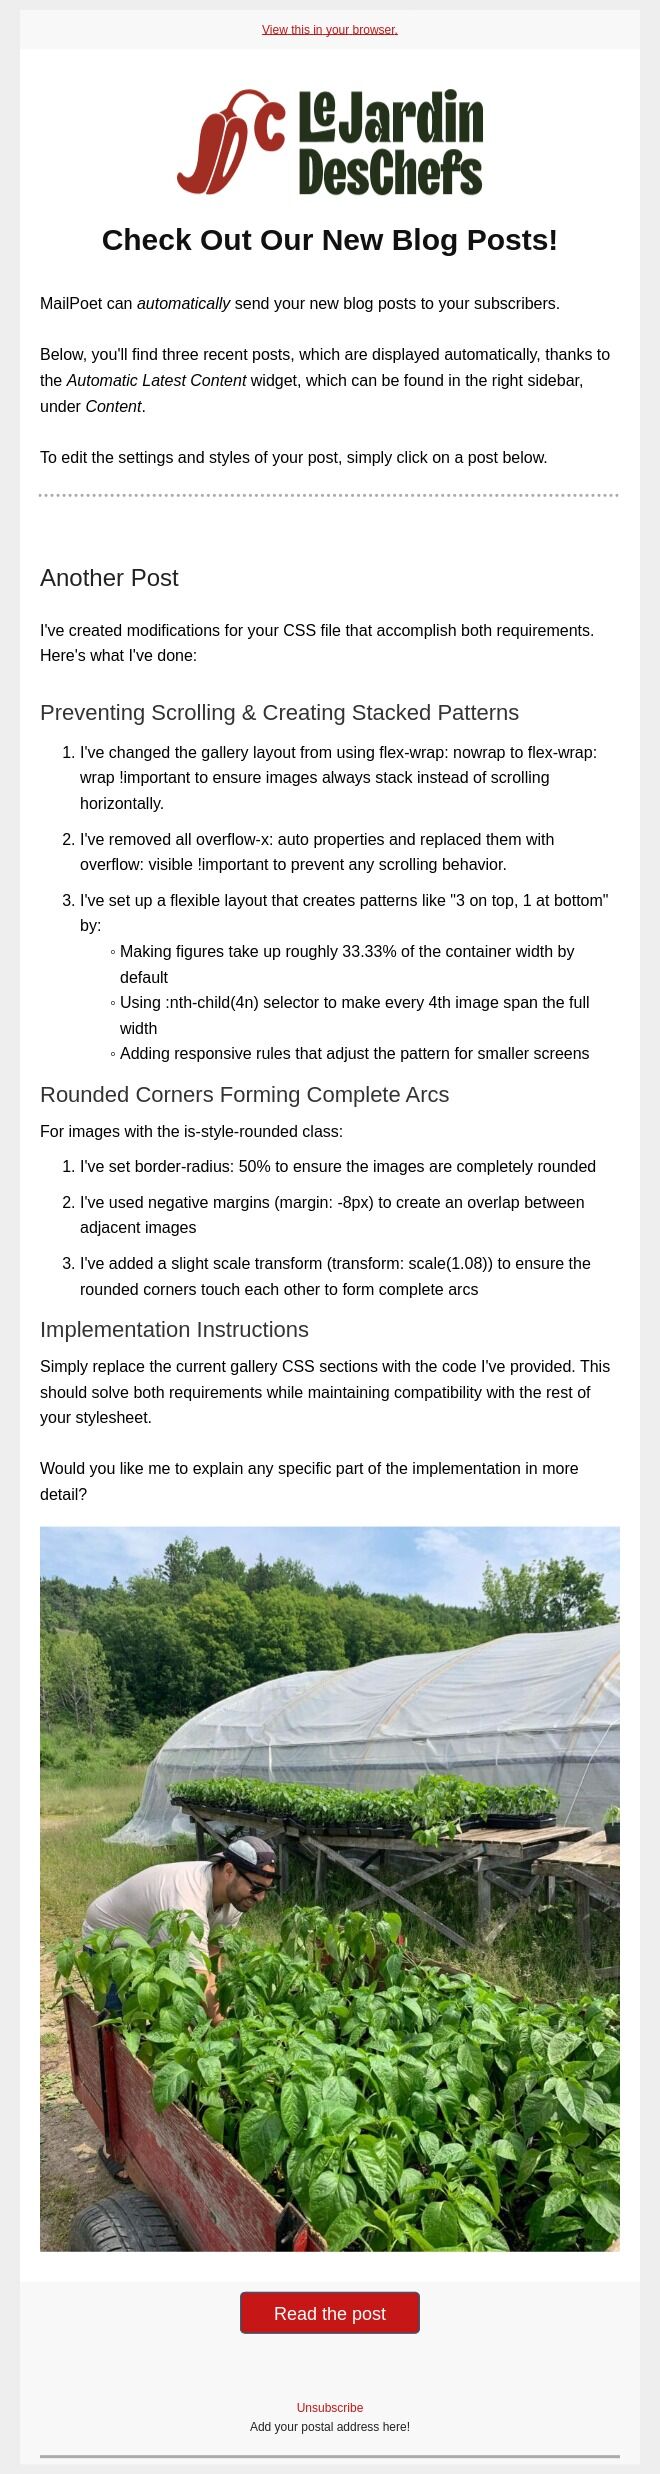 View this in your browser.
LeJardin
DesChefs
Check Out Our New Blog Posts!
MailPoet can automatically send your new blog posts to your subscribers.
Below, you'll find three recent posts, which are displayed automatically, thanks to
the Automatic Latest Content widget, which can be found in the right sidebar,
under Content.
To edit the settings and styles of your post, simply click on a post below.
Another Post
I've created modifications for your CSS file that accomplish both requirements.
Here's what I've done:
Preventing Scrolling & Creating Stacked Patterns
1. I've changed the gallery layout from using flex-wrap: nowrap to flex-wrap:
wrap !important to ensure images always stack instead of scrolling
horizontally.
2. I've removed all overflow-x: auto properties and replaced them with
overflow: visible !important to prevent any scrolling behavior.
3. I've set up a flexible layout that creates patterns like "3 on top, 1 at bottom"
by:
◦ Making figures take up roughly 33.33% of the container width by
default
◦ Using :nth-child(4n) selector to make every 4th image span the full
width
◦ Adding responsive rules that adjust the pattern for smaller screens
Rounded Corners Forming Complete Arcs
For images with the is-style-rounded class:
1. I've set border-radius: 50% to ensure the images are completely rounded
2. I've used negative margins (margin: -8px) to create an overlap between
adjacent images
3. I've added a slight scale transform (transform: scale(1.08)) to ensure the
rounded corners touch each other to form complete arcs
Implementation Instructions
Simply replace the current gallery CSS sections with the code I've provided. This
should solve both requirements while maintaining compatibility with the rest of
your stylesheet.
Would you like me to explain any specific part of the implementation in more
detail?
Read the post
Unsubscribe
Add your postal address here!